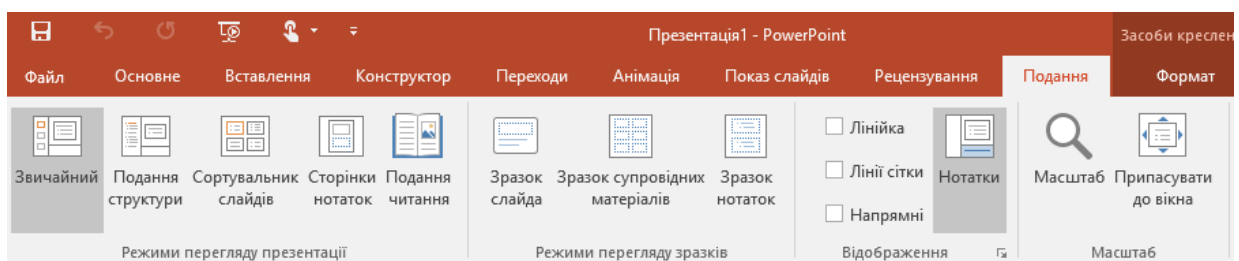 Презентація1 - PowerPoint
Засоби креслен
Файл Основне Вставлення Конструктор Переходи Анімація Показ слайдів Рецензування Подання Формат
Звичайний
Подання структури
Сортувальник слайдів
Сторінки нотаток
Подання читання
Режими перегляду презентації
Зразок слайда
Зразок супровідних матеріалів
Зразок нотаток
Режими перегляду зразків
Лінійка
Лінії сітки
Напрямні
Нотатки
Відображення
Масштаб
Припасувати до вікна
Масштаб